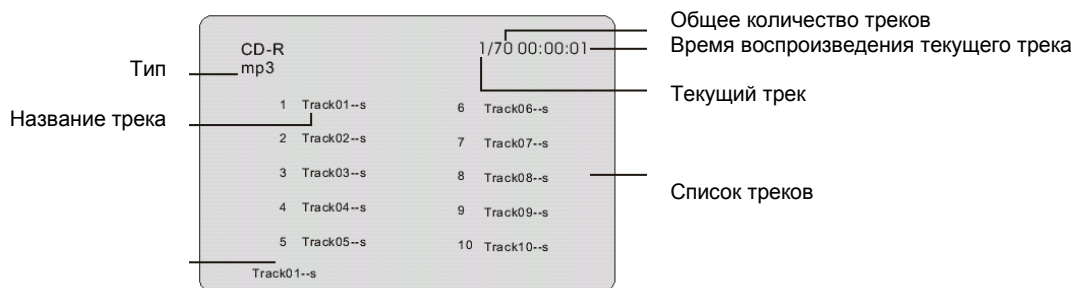 Общее количество треков
CD-R 1/70 00:00:01 Время воспроизведения текущего трека
Тип mp3
Текущий трек
1 Track01--s 6 Track06--s
Название трека
2 Track02--s 7 Track07--s
3 Track03--s 8 Track08--s
Список треков
4 Track04--s 9 Track09--s
5 Track05--s 10 Track10--s
Track01--s